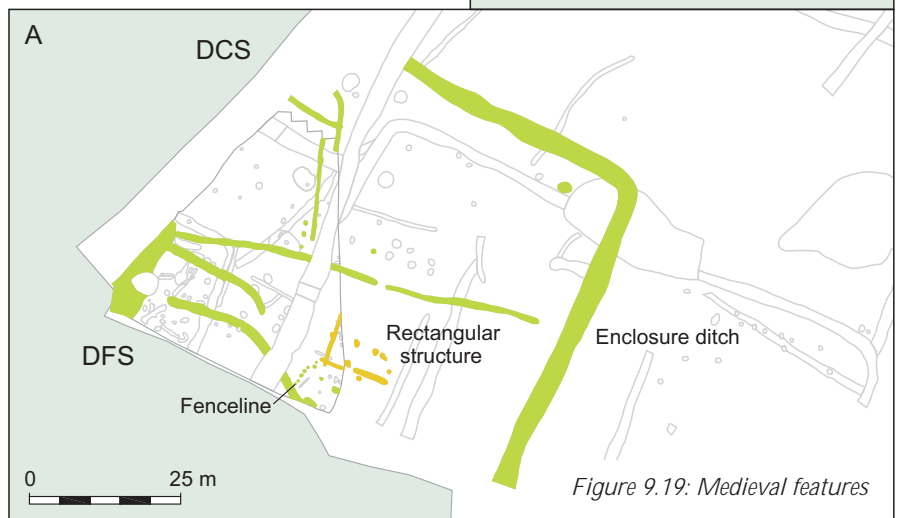 A
DCS
Rectangular
structure
Enclosure ditch
DFS
Fenceline
0 25 m
Figure 9.19: Medieval features